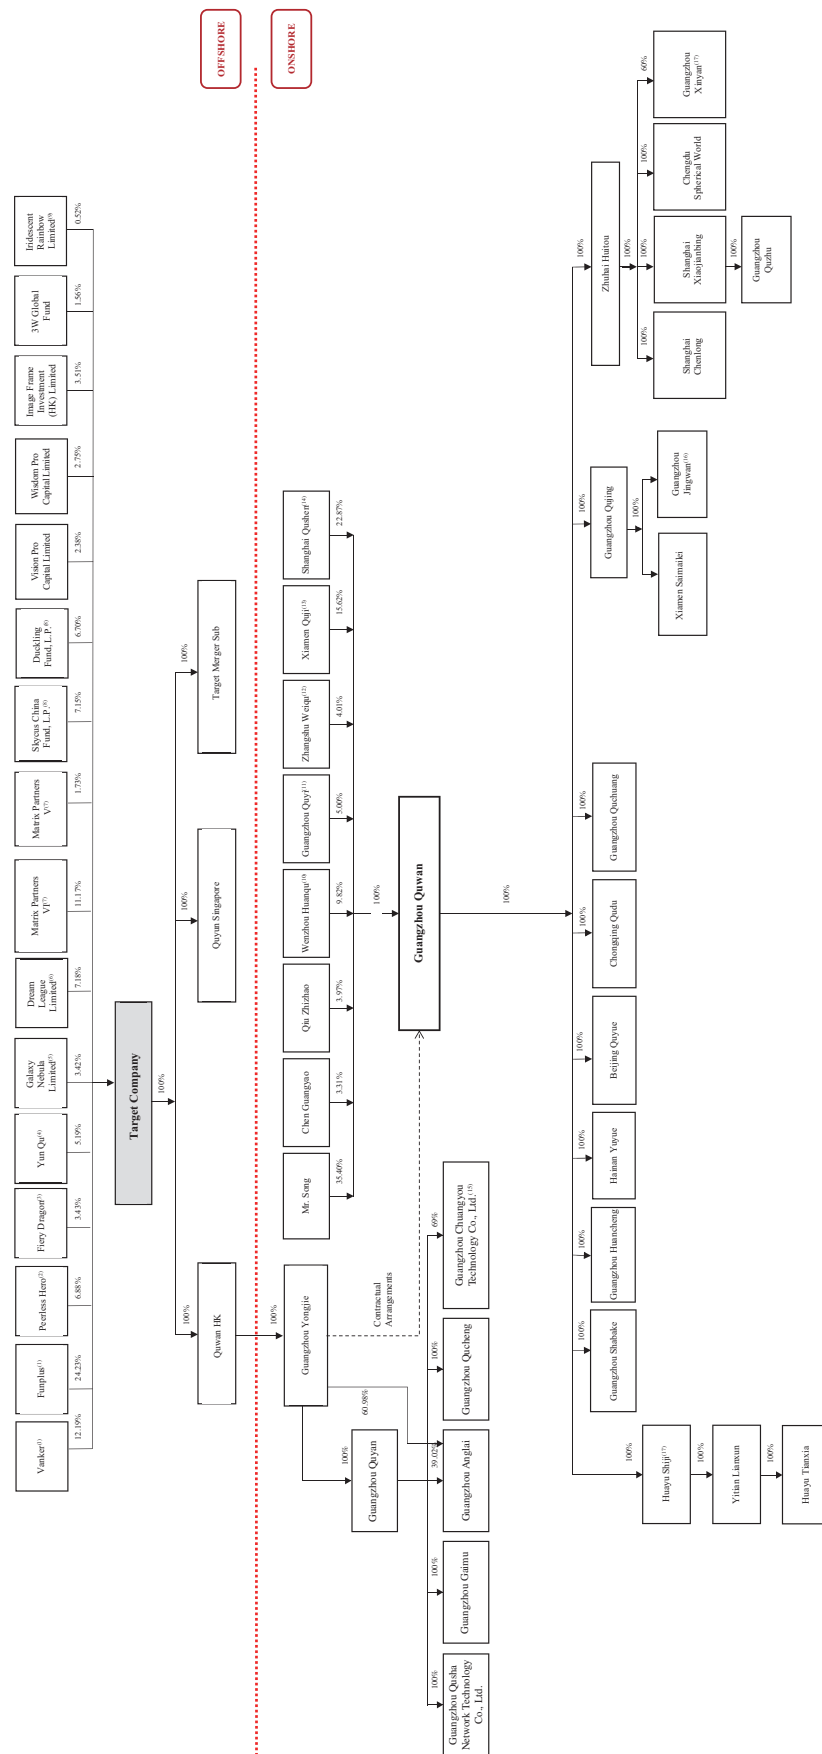 Vanker(1)
12.19%
Funplus(1)
24.23%
Peerless Hero(2)
6.88%
Fiery Dragon(3)
3.43%
Yun Qu(4)
5.19%
Galaxy
Nebula
Limited(5)
3.42%
Dream
League
Limited(6)
7.18%
Matrix Partners
VI(7)
11.17%
Matrix Partners
V(7)
1.73%
Skycus China
Fund, L.P.(8)
7.15%
Duckling
Fund, L.P.(8)
6.70%
Vision Pro
Capital Limited
2.38%
Wisdom Pro
Capital Limited
2.75%
Image Frame
Investment
(HK) Limited
3.51%
3W Global
Fund
1.56%
Iridescent
Rainbow
Limited(9)
0.52%
Target Company
100%
100%
Quwan HK
100%
Quyun Singapore
100%
Target Merger Sub
OFFSHORE
ONSHORE
100%
Guangzhou Yongjie
Mr. Song
35.40%
Chen Guangyao
3.31%
Qiu Zhizhao
3.97%
Wenzhou Huanqu(10)
9.82%
Guangzhou Quyi(11)
5.00%
Zhangshu Weiqu(12)
4.01%
Xiamen Quji(13)
15.62%
Shanghai Qushen(14)
22.87%
100%
Guangzhou Quwan
Contractual
Arrangements
60.98%
100%
Guangzhou Quyan
39.02%
100%
Guangzhou Qusha
Network Technology
Co., Ltd.
100%
Guangzhou Gaimu
Guangzhou Anglai
100%
Guangzhou Qucheng
69%
Guangzhou Chuangyou
Technology Co., Ltd.(15)
100%
100%
Huayu Shiji(17)
100%
Yitian Lianxun
100%
Huayu Tianxia
100%
Guangzhou Shabake
100%
Guangzhou Huancheng
100%
Hainan Yuyue
100%
Beijing Quyue
100%
Chongqing Qudu
100%
Guangzhou Quchuang
100%
Guangzhou Qujing
100%
Xiamen Saimailei
Guangzhou
Jingwan(16)
100%
Zhuhai Huitou
100%
100%
Shanghai
Chenlong
100%
Shanghai
Xiaojianbing
100%
Guangzhou
Quzhu
100%
Chengdu
Spherical World
60%
Guangzhou
Xinyan(17)